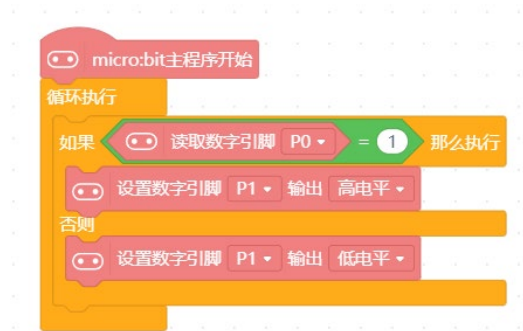 micro:bit主程序开始
循环执行
如果 读取数字引脚 P0 = 1 那么执行
设置数字引脚 P1 输出 高电平
否则
设置数字引脚 P1 输出 低电平